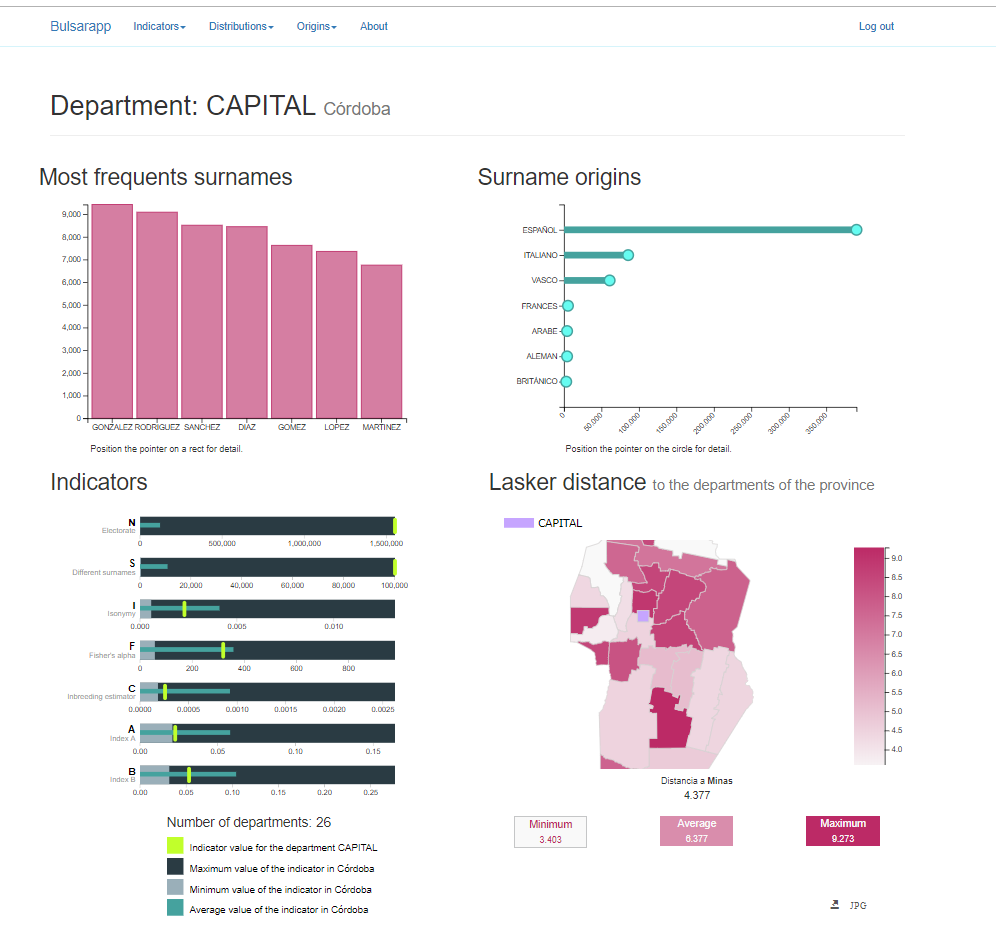 Bulsarapp Indicators Distributions Origins About Log out
Department: CAPITAL Córdoba
Most frequents surnames
9,000
8,000
7,000
6,000
5,000
4,000
3,000
2,000
1,000
0
GONZALEZ RODRIGUEZ SANCHEZ DIAZ GOMEZ LOPEZ MARTINEZ
Position the pointer on a rect for detail.
Surname origins
ESPAÑOL
ITALIANO
VASCO
FRANCES
ARABE
ALEMAN
BRITÁNICO
0 50.000 100.000 150.000 200.000 250.000 300.000 350.000
Position the pointer on the circle for detail.
Indicators
N
Electorate
0 500,000 1,000,000 1,500,000
S
Different surnames
0 20,000 40,000 60,000 80,000 100,000
I
Isonymy
0.000 0.005 0.010
F
Fisher's alpha
0 200 400 600 800
C
Inbreeding estimator
0.0000 0.0005 0.0010 0.0015 0.0020 0.0025
A
Index A
0.00 0.05 0.10 0.15
B
Index B
0.00 0.05 0.10 0.15 0.20 0.25
Number of departments: 26
Indicator value for the department CAPITAL
Maximum value of the indicator in Córdoba
Minimum value of the indicator in Córdoba
Average value of the indicator in Córdoba
Lasker distance to the departments of the province
CAPITAL
9.0
8.5
8.0
7.5
7.0
6.5
6.0
5.5
5.0
4.5
4.0
Distancia a Minas
4.377
Minimum
3.403
Average
6.377
Maximum
9.273
JPG